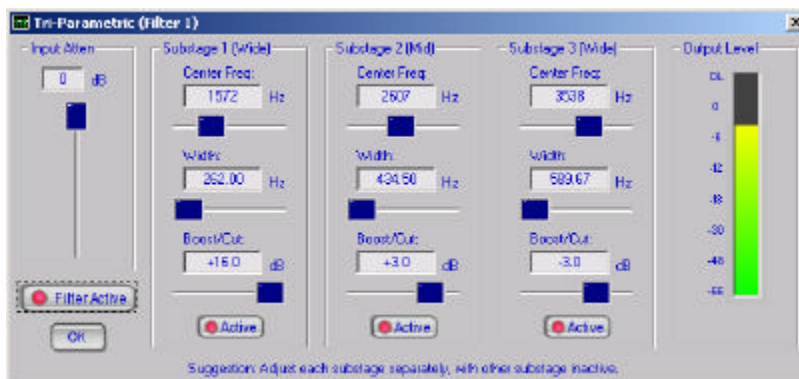 Tri-Parametric (Filter 1)
Input Atten
0 dB
Filter Active
OK
Substage 1 (Wide)
Center Freq:
1572 Hz
Width:
262.00 Hz
Boost/Cut:
+16.0 dB
Active
Substage 2 (Mid)
Center Freq:
2607 Hz
Width:
434.50 Hz
Boost/Cut:
+3.0 dB
Active
Substage 3 (Wide)
Center Freq:
3538 Hz
Width:
589.67 Hz
Boost/Cut:
-3.0 dB
Active
Output Level
OL
0
-6
-12
-18
-30
-48
-66
Suggestion: Adjust each substage separately, with other substage inactive.